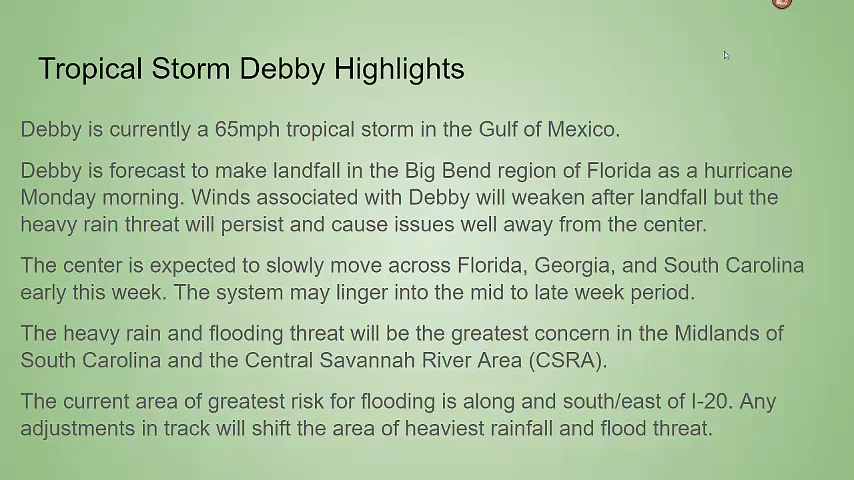 Tropical Storm Debby Highlights
Debby is currently a 65mph tropical storm in the Gulf of Mexico.
Debby is forecast to make landfall in the Big Bend region of Florida as a hurricane
Monday morning. Winds associated with Debby will weaken after landfall but the
heavy rain threat will persist and cause issues well away from the center.
The center is expected to slowly move across Florida, Georgia, and South Carolina
early this week. The system may linger into the mid to late week period.
The heavy rain and flooding threat will be the greatest concern in the Midlands of
South Carolina and the Central Savannah River Area (CSRA).
The current area of greatest risk for flooding is along and south/east of I-20. Any
adjustments in track will shift the area of heaviest rainfall and flood threat.